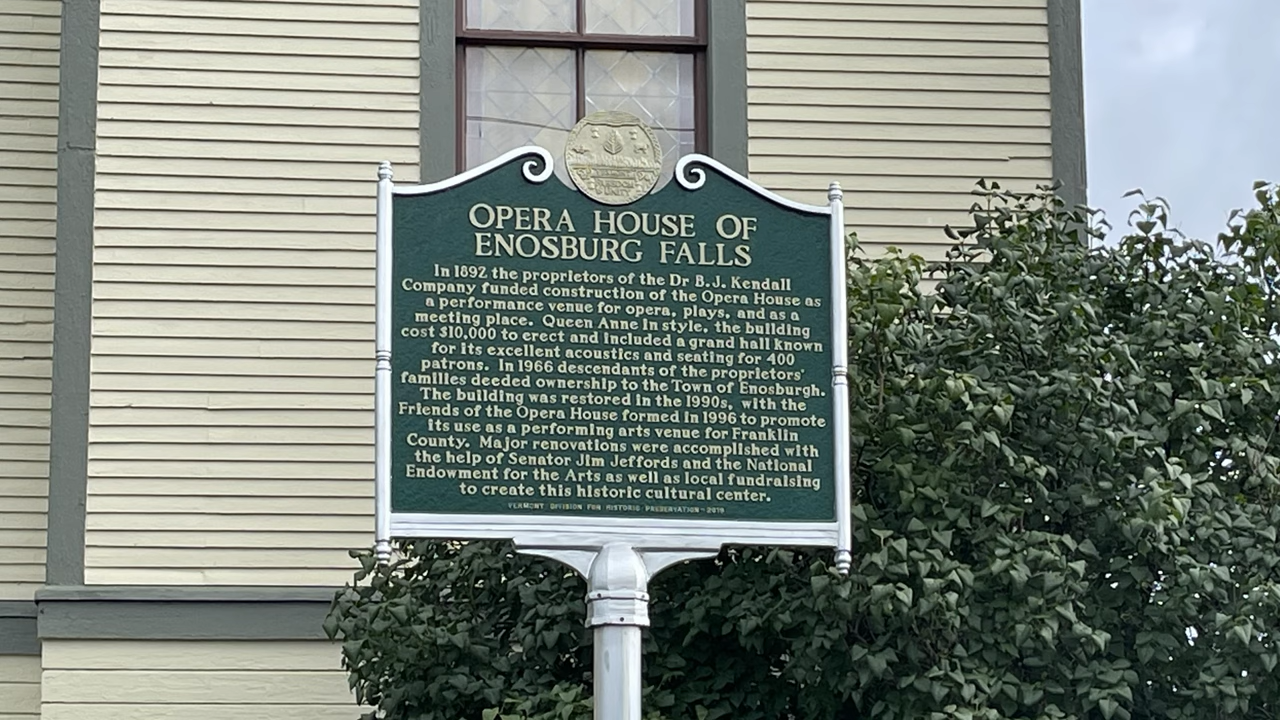 OPERA HOUSE OF
ENOSBURG FALLS
In 1892 the proprietors of the Dr B.J. Kendall
Company funded construction of the Opera House as
a performance venue for opera, plays, and as a
meeting place. Queen Anne in style, the building
cost $10,000 to erect and included a grand hall known
for its excellent acoustics and seating for 400
patrons. In 1966 descendants of the proprietors'
families deeded ownership to the Town of Enosburgh.
The building was restored in the 1990s, with the
Friends of the Opera House formed in 1996 to promote
its use as a performing arts venue for Franklin
County. Major renovations were accomplished with
the help of Senator Jim Jeffords and the National
Endowment for the Arts as well as local fundraising
to create this historic cultural center.
VERMONT DIVISION FOR HISTORIC PRESERVATION - 2019